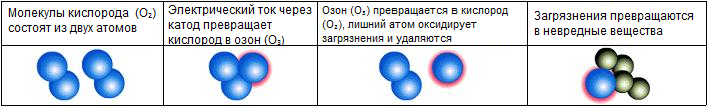 Молекулы кислорода (O₂)
состоят из двух атомов
Электрический ток через
катод превращает
кислород в озон (O₃)
Озон (O₃) превращается в кислород
(O₂), лишний атом оксидирует
загрязнения и удаляются
Загрязнения превращаются
в невредные вещества